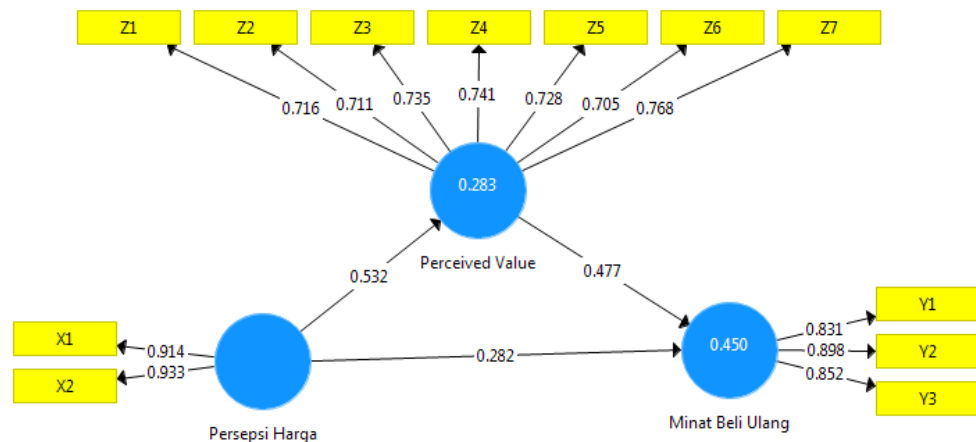 Z1 Z2 Z3 Z4 Z5 Z6 Z7
0.716 0.711 0.735 0.741 0.728 0.705 0.768
0.283
Perceived Value
0.532 0.477
X1
X2
0.914
0.933
Persepsi Harga
0.282
0.450
Minat Beli Ulang
0.831
0.898
0.852
Y1
Y2
Y3